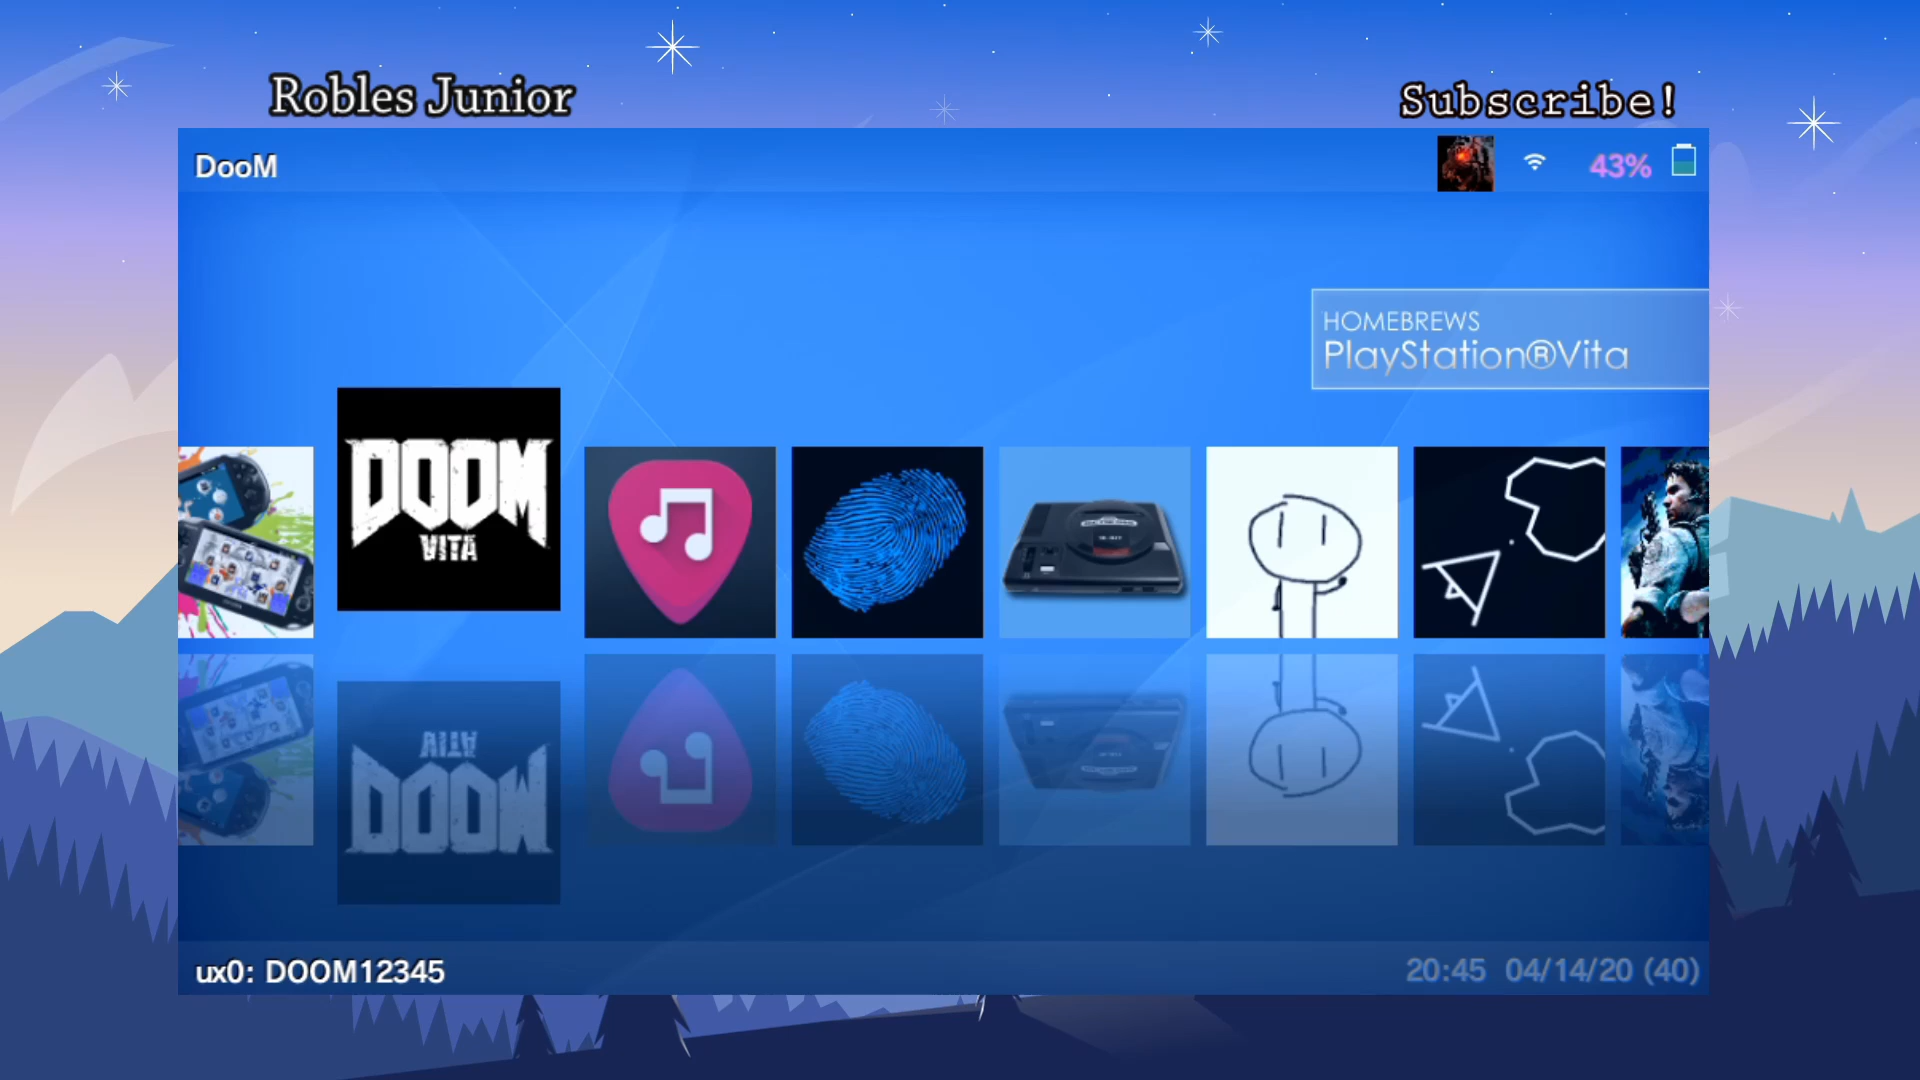 Robles Junior
Subscribe!
DooM
43%
HOMEBREWS
PlayStation®Vita
DOOM
VITA
ux0: DOOM12345
20:45 04/14/20 (40)